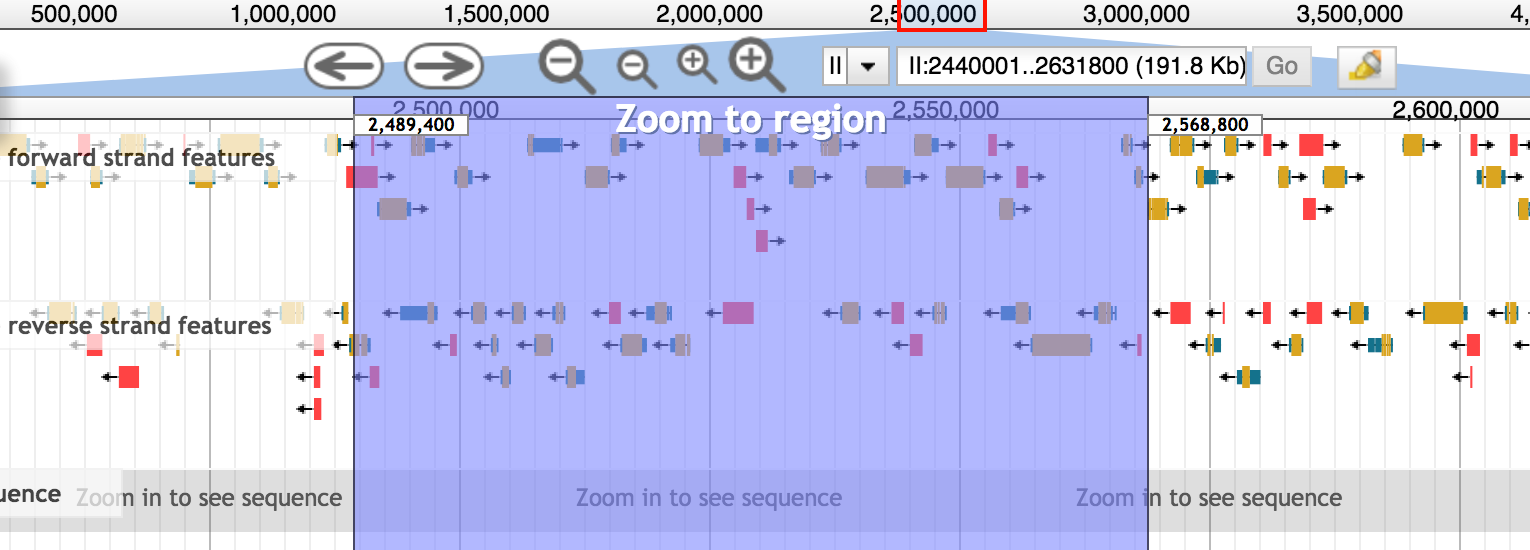 500,000 1,000,000 1,500,000 2,000,000 2,500,000 3,000,000 3,500,000 4,
II II:2440001..2631800 (191.8 Kb) Go
2,500,000 Zoom to region 2,550,000 2,600,000
2,489,400 2,568,800
forward strand features
reverse strand features
uence Zoom in to see sequence Zoom in to see sequence Zoom in to see sequence